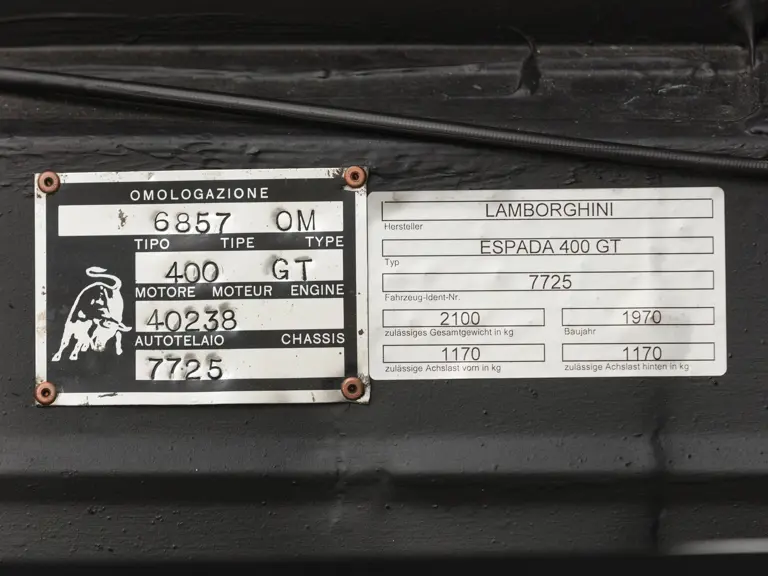 OMOLOGAZIONE
6857 OM
TIPO TIPE TYPE
400 GT
MOTORE MOTEUR ENGINE
40238
AUTOTELAIO CHASSIS
7725
LAMBORGHINI
Hersteller
ESPADA 400 GT
Typ
7725
Fahrzeug-Ident-Nr.
2100 1970
zulässiges Gesamtgewicht in kg Baujahr
1170 1170
zulässige Achslast vorn in kg zulässige Achslast hinten in kg